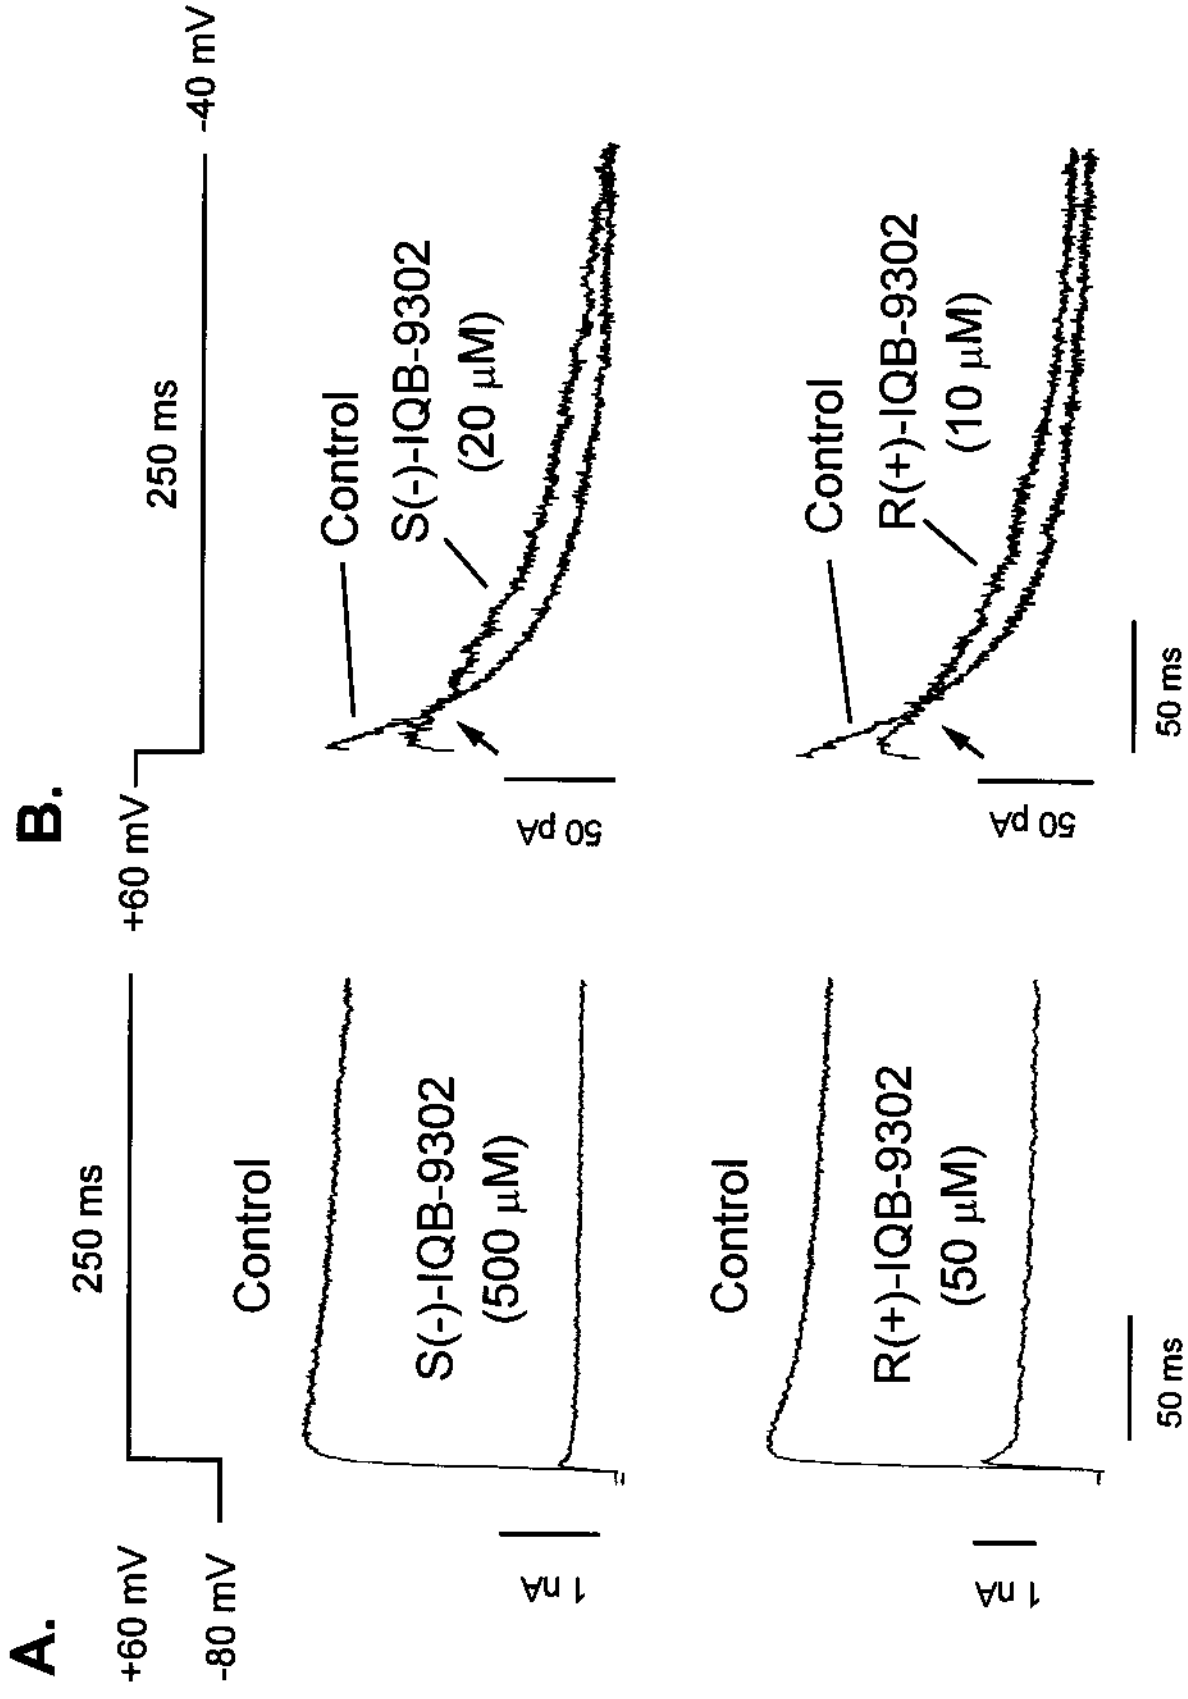 A.
+60 mV
-80 mV
250 ms
Control
S(-)-IQB-9302
(500 µM)
1 nA
Control
R(+)-IQB-9302
(50 µM)
1 nA
50 ms
B.
+60 mV
250 ms
-40 mV
Control
S(-)-IQB-9302
(20 µM)
50 pA
Control
R(+)-IQB-9302
(10 µM)
50 pA
50 ms